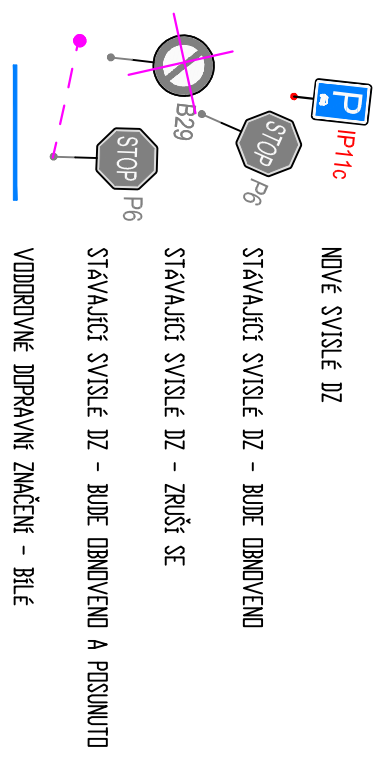 P
IP11c
NOVÉ SVISLÉ DZ
STOP
P6
STÁVAJÍCÍ SVISLÉ DZ - BUDE OBNOVENO
B29
STÁVAJÍCÍ SVISLÉ DZ - ZRUŠÍ SE
STOP
P6
STÁVAJÍCÍ SVISLÉ DZ - BUDE OBNOVENO A POSUNUTO
VODOROVNÉ DOPRAVNÍ ZNAČENÍ - BÍLÉ